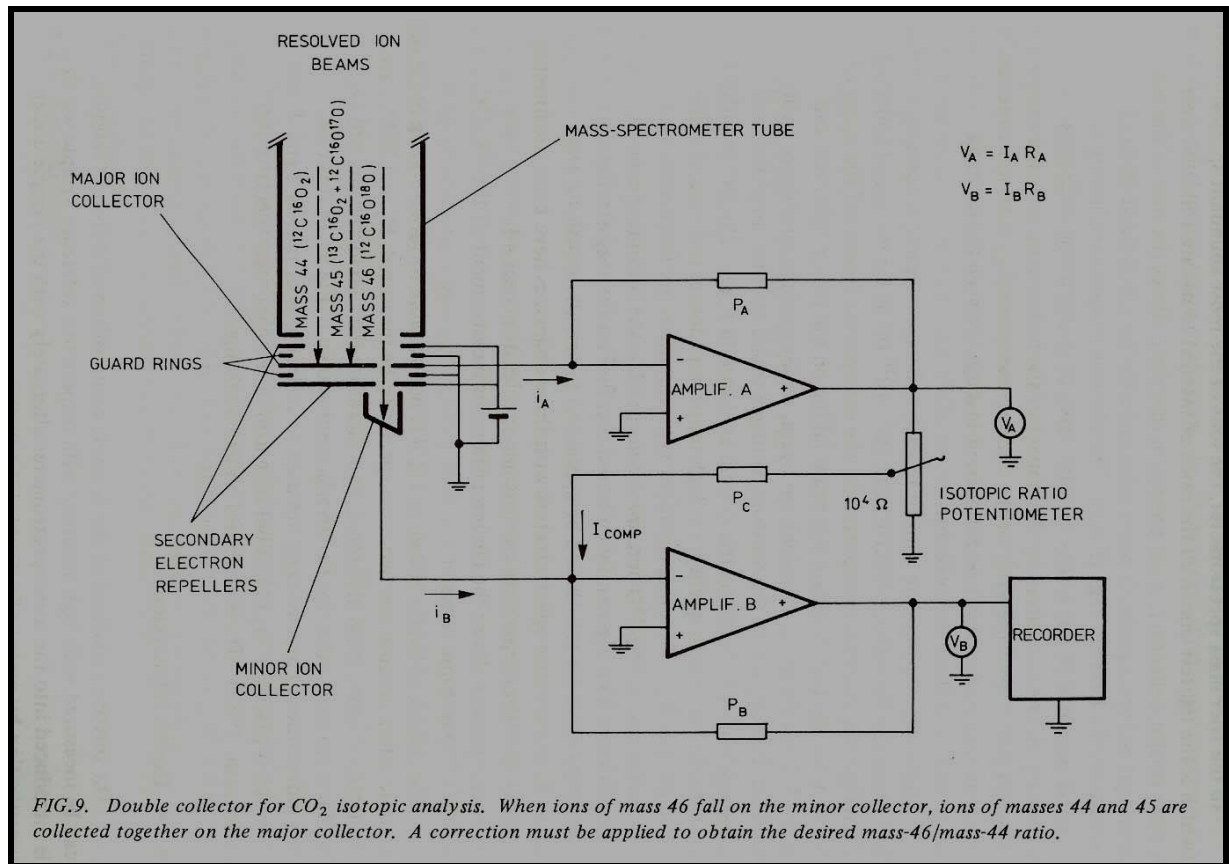 RESOLVED ION
BEAMS
MASS-SPECTROMETER TUBE
V_A = I_A R_A
V_B = I_B R_B
MAJOR ION
COLLECTOR
MASS 44 (¹²C¹⁶O₂)
MASS 45 (¹³C¹⁶O₂ + ¹²C¹⁶O¹⁷O)
MASS 46 (¹²C¹⁶O¹⁸O)
GUARD RINGS
P_A
i_A
-
AMPLIF. A
+
+
V_A
P_C
10⁴ Ω
ISOTOPIC RATIO
POTENTIOMETER
SECONDARY
ELECTRON
REPELLERS
I_COMP
i_B
-
AMPLIF. B
+
+
V_B
RECORDER
MINOR ION
COLLECTOR
P_B
FIG.9. Double collector for CO₂ isotopic analysis. When ions of mass 46 fall on the minor collector, ions of masses 44 and 45 are
collected together on the major collector. A correction must be applied to obtain the desired mass-46/mass-44 ratio.